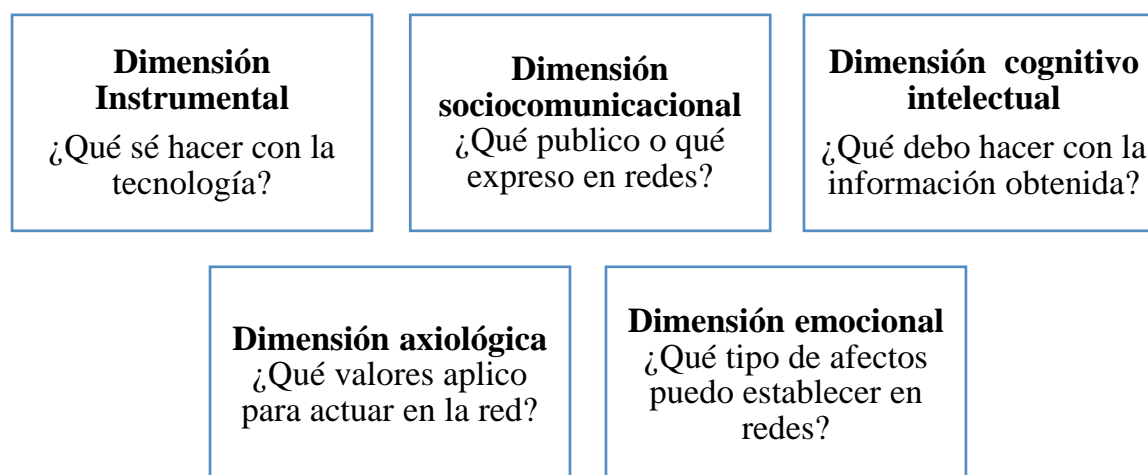 Dimensión
Instrumental
¿Qué sé hacer con la
tecnología?
Dimensión
sociocomunicacional
¿Qué publico o qué
expreso en redes?
Dimensión cognitivo
intelectual
¿Qué debo hacer con la
información obtenida?
Dimensión axiológica
¿Qué valores aplico
para actuar en la red?
Dimensión emocional
¿Qué tipo de afectos
puedo establecer en
redes?